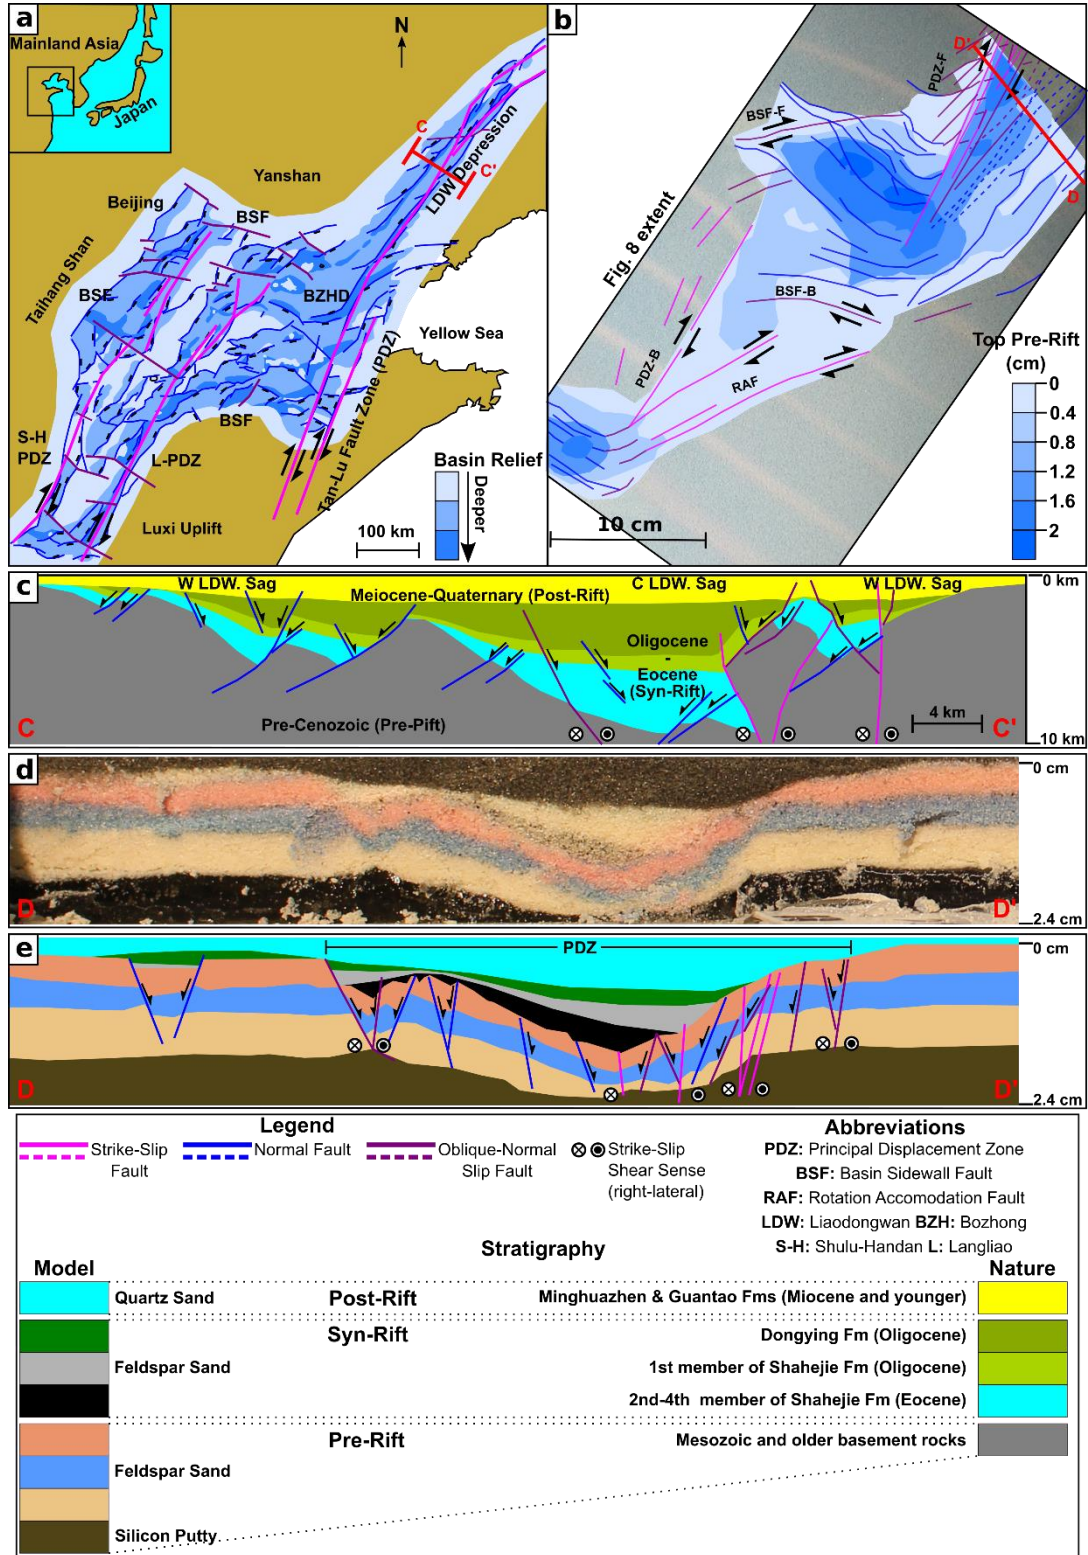 a
Mainland Asia
Japan
N
C
C'
LDW Depression
Yanshan
Beijing
BSF
Taihang Shan
BSF
BZHD
Yellow Sea
BSF
S-H
PDZ
L-PDZ
Tan-Lu Fault Zone (PDZ)
Luxi Uplift
100 km
Basin Relief
Deeper
b
D'
PDZ-F
BSF-F
D
Fig. 8 extent
BSF-B
PDZ-B
RAF
10 cm
Top Pre-Rift
(cm)
0
0.4
0.8
1.2
1.6
2
c
W LDW. Sag
C LDW. Sag
W LDW. Sag
0 km
Meiocene-Quaternary (Post-Rift)
Oligocene
-
Eocene
(Syn-Rift)
Pre-Cenozoic (Pre-Pift)
4 km
C
C'
10 km
d
0 cm
D
D'
2.4 cm
e
PDZ
0 cm
D
D'
2.4 cm
Legend
Strike-Slip
Fault
Normal Fault
Oblique-Normal
Slip Fault
Strike-Slip
Shear Sense
(right-lateral)
Abbreviations
PDZ: Principal Displacement Zone
BSF: Basin Sidewall Fault
RAF: Rotation Accomodation Fault
LDW: Liaodongwan BZH: Bozhong
S-H: Shulu-Handan L: Langliao
Stratigraphy
Model
Nature
Quartz Sand
Post-Rift
Minghuazhen & Guantao Fms (Miocene and younger)
Syn-Rift
Dongying Fm (Oligocene)
Feldspar Sand
1st member of Shahejie Fm (Oligocene)
2nd-4th member of Shahejie Fm (Eocene)
Pre-Rift
Mesozoic and older basement rocks
Feldspar Sand
Silicon Putty